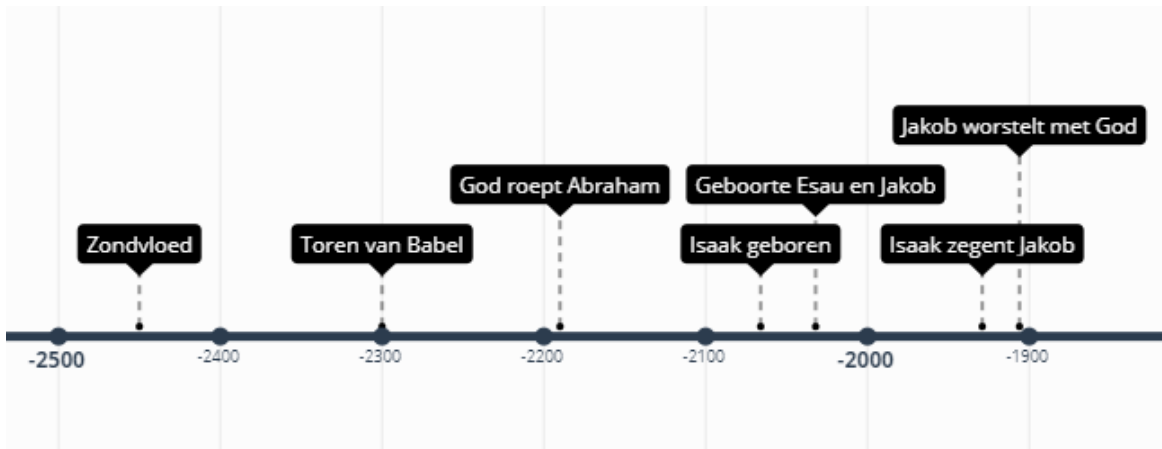 Jakob worstelt met God
God roept Abraham
Geboorte Esau en Jakob
Zondvloed
Toren van Babel
Isaak geboren
Isaak zegent Jakob
-2500
-2400
-2300
-2200
-2100
-2000
-1900